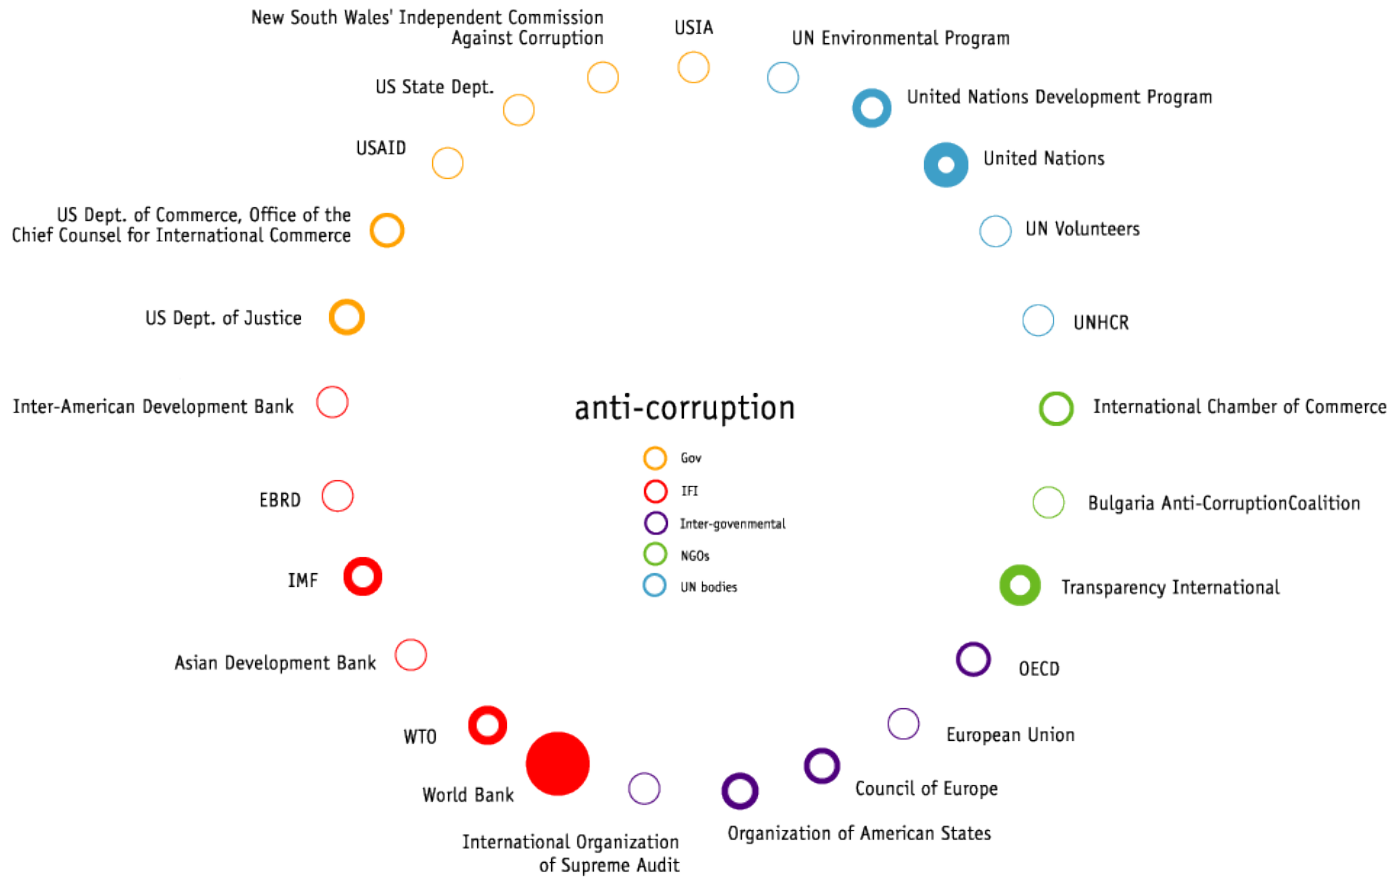 New South Wales' Independent Commission
Against Corruption
USIA
UN Environmental Program
US State Dept.
United Nations Development Program
USAID
United Nations
US Dept. of Commerce, Office of the
Chief Counsel for International Commerce
UN Volunteers
US Dept. of Justice
UNHCR
Inter-American Development Bank
anti-corruption
International Chamber of Commerce
Gov
IFI
Inter-govenmental
NGOs
UN bodies
EBRD
Bulgaria Anti-CorruptionCoalition
IMF
Transparency International
Asian Development Bank
OECD
WTO
European Union
World Bank
Council of Europe
International Organization
of Supreme Audit
Organization of American States